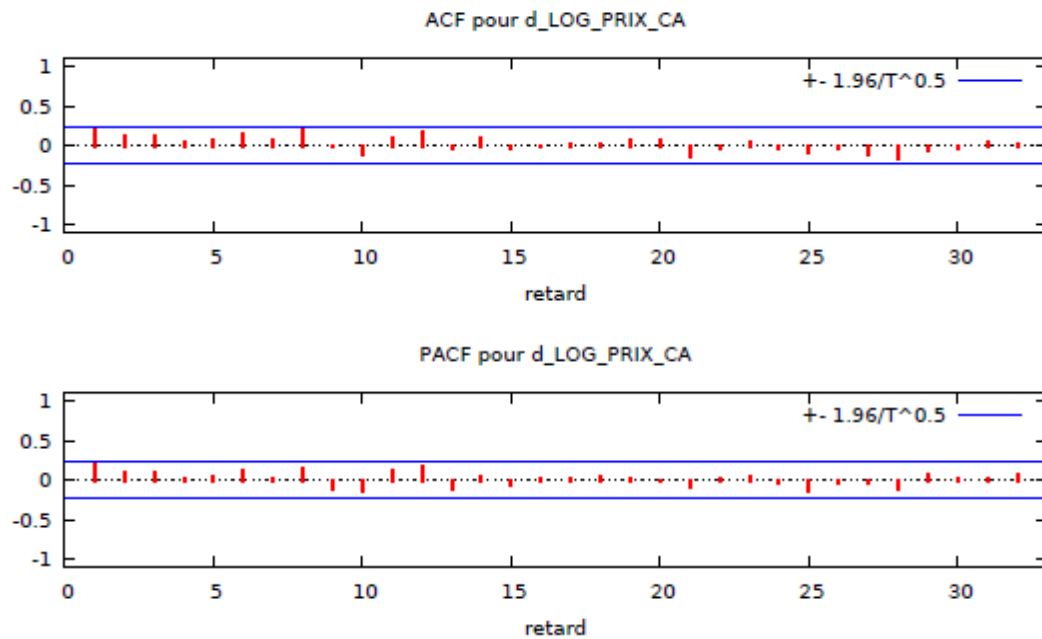 ACF pour d_LOG_PRIX_CA
1
0.5
0
-0.5
-1
+- 1.96/T^0.5
0 5 10 15 20 25 30
retard
PACF pour d_LOG_PRIX_CA
1
0.5
0
-0.5
-1
+- 1.96/T^0.5
0 5 10 15 20 25 30
retard